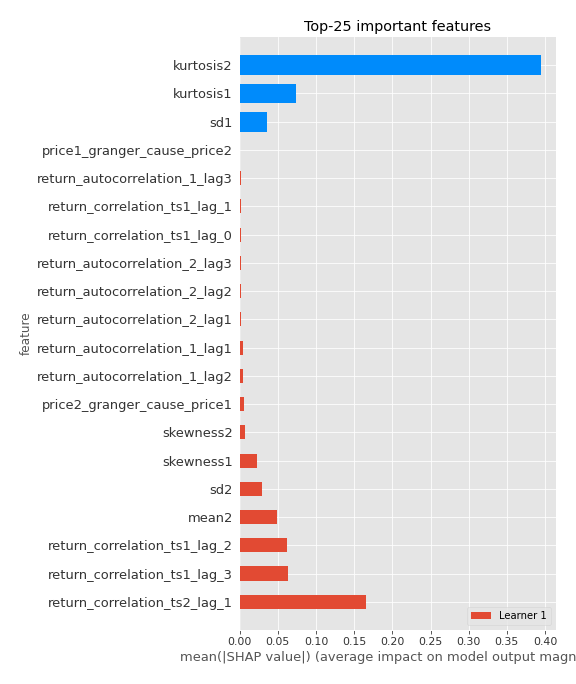 Top-25 important features
kurtosis2
kurtosis1
sd1
price1_granger_cause_price2
return_autocorrelation_1_lag3
return_correlation_ts1_lag_1
return_correlation_ts1_lag_0
return_autocorrelation_2_lag3
return_autocorrelation_2_lag2
return_autocorrelation_2_lag1
return_autocorrelation_1_lag1
return_autocorrelation_1_lag2
price2_granger_cause_price1
skewness2
skewness1
sd2
mean2
return_correlation_ts1_lag_2
return_correlation_ts1_lag_3
return_correlation_ts2_lag_1
feature
Learner 1
0.00 0.05 0.10 0.15 0.20 0.25 0.30 0.35 0.40
mean(|SHAP value|) (average impact on model output magn